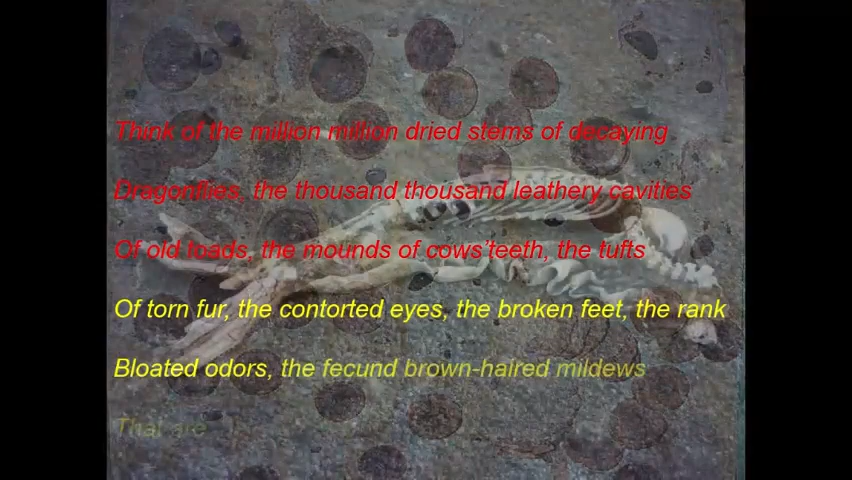 Think of the million million dried stems of decaying
Dragonflies, the thousand thousand leathery cavities
Of old toads, the mounds of cows'teeth, the tufts
Of torn fur, the contorted eyes, the broken feet, the rank
Bloated odors, the fecund brown-haired mildews
That are